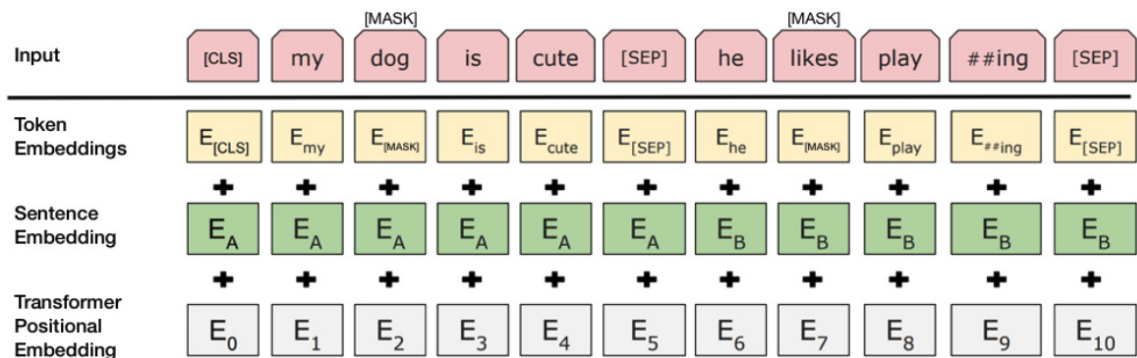 [MASK] [MASK]
Input [CLS] my dog is cute [SEP] he likes play ##ing [SEP]
Token
Embeddings
E[CLS] Emy E[MASK] Eis Ecute E[SEP] Ehe E[MASK] Eplay E##ing E[SEP]
+ + + + + + + + + + +
Sentence
Embedding
EA EA EA EA EA EA EB EB EB EB EB
+ + + + + + + + + + +
Transformer
Positional
Embedding
E0 E1 E2 E3 E4 E5 E6 E7 E8 E9 E10